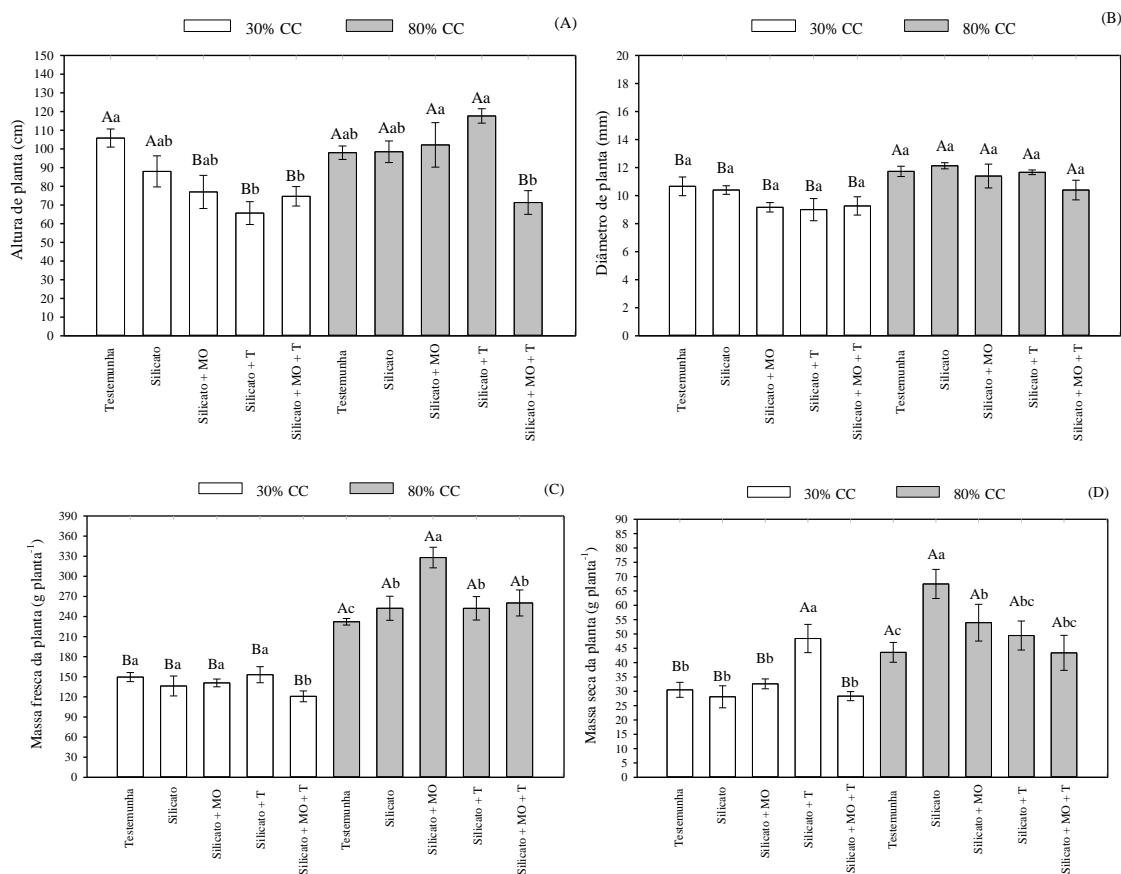 30% CC 80% CC (A)
Altura de planta (cm)
150
140
130
120
110
100
90
80
70
60
50
40
30
20
10
0
Aa Aab Bab Bb Bb Aab Aab Aa Aa Bb
Testemunha
Silicato
Silicato + MO
Silicato + T
Silicato + MO + T
Testemunha
Silicato
Silicato + MO
Silicato + T
Silicato + MO + T
30% CC 80% CC (B)
Diâmetro de planta (mm)
20
18
16
14
12
10
8
6
4
2
0
Ba Ba Ba Ba Ba Aa Aa Aa Aa Aa
Testemunha
Silicato
Silicato + MO
Silicato + T
Silicato + MO + T
Testemunha
Silicato
Silicato + MO
Silicato + T
Silicato + MO + T
30% CC 80% CC (C)
Massa fresca da planta (g planta-1)
390
360
330
300
270
240
210
180
150
120
90
60
30
0
Ba Ba Ba Ba Bb Ac Ab Aa Ab Ab
Testemunha
Silicato
Silicato + MO
Silicato + T
Silicato + MO + T
Testemunha
Silicato
Silicato + MO
Silicato + T
Silicato + MO + T
30% CC 80% CC (D)
Massa seca da planta (g planta-1)
90
85
80
75
70
65
60
55
50
45
40
35
30
25
20
15
10
5
0
Bb Bb Bb Aa Bb Ac Aa Ab Abc Abc
Testemunha
Silicato
Silicato + MO
Silicato + T
Silicato + MO + T
Testemunha
Silicato
Silicato + MO
Silicato + T
Silicato + MO + T